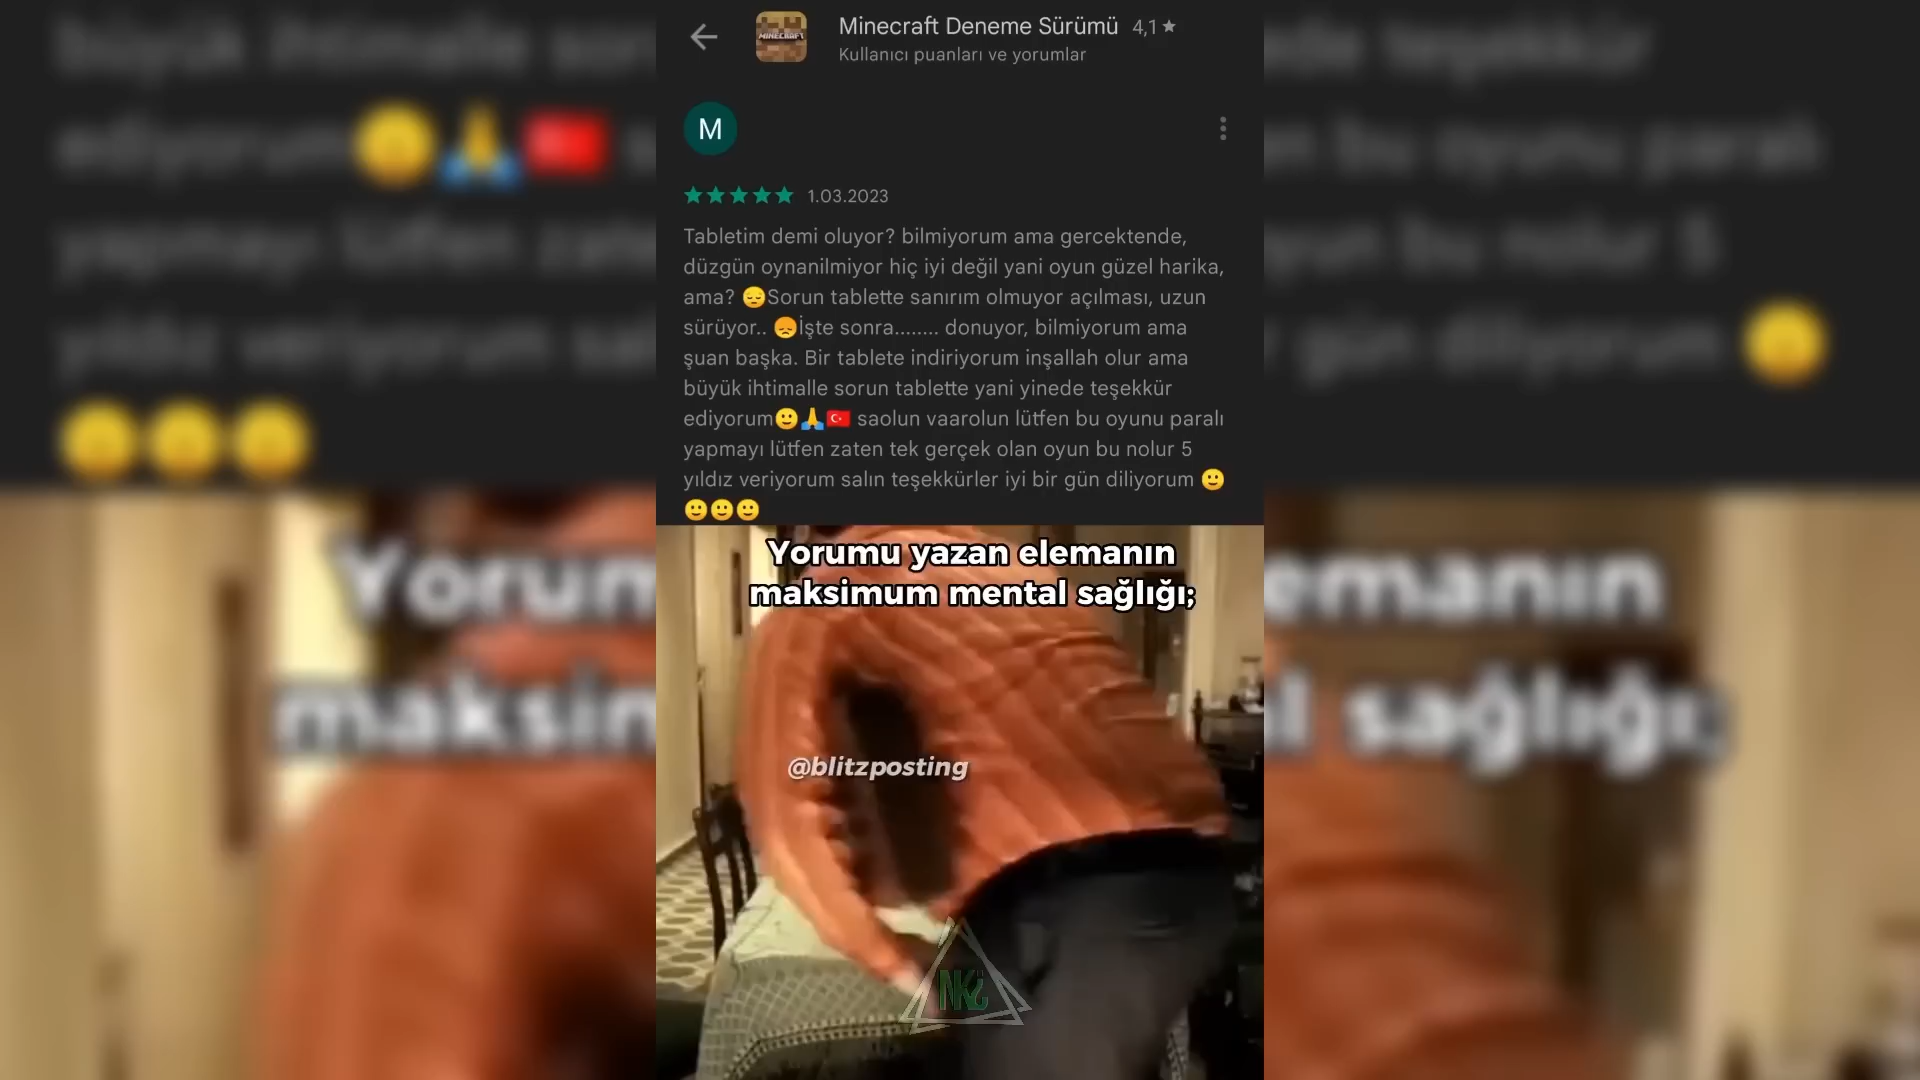 Minecraft Deneme Sürümü 4,1★
MINECRAFT
Kullanıcı puanları ve yorumlar
M
1.03.2023
Tabletim demi oluyor? bilmiyorum ama gercektende,
düzgün oynanilmiyor hiç iyi değil yani oyun güzel harika,
ama? 😔Sorun tablette sanırım olmuyor açılması, uzun
sürüyor.. 😞İşte sonra........ donuyor, bilmiyorum ama
şuan başka. Bir tablete indiriyorum inşallah olur ama
büyük ihtimalle sorun tablette yani yinede teşekkür
ediyorum🙂🙏🇹🇷 saolun vaarolun lütfen bu oyunu paralı
yapmayı lütfen zaten tek gerçek olan oyun bu nolur 5
yıldız veriyorum salın teşekkürler iyi bir gün diliyorum 🙂
🙂🙂🙂
Yorumu yazan elemanın
maksimum mental sağlığı;
@blitzposting